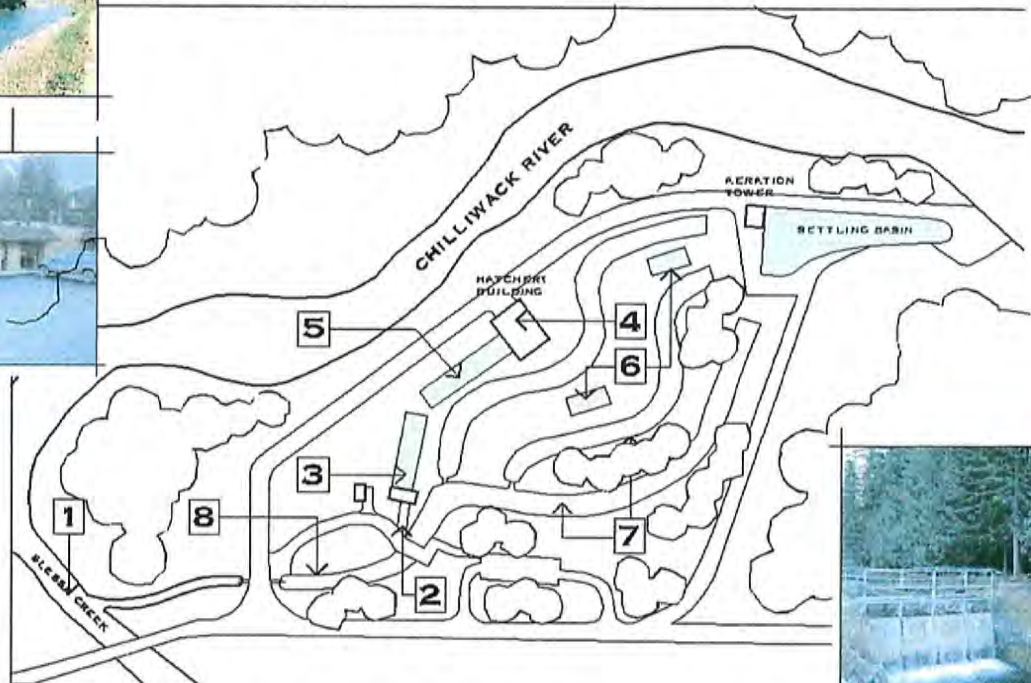 CHILLIWACK RIVER
AERATION
TOWER
SETTLING BASIN
HATCHERY
BUILDING
5
4
6
3
1
8
7
2
CREEK